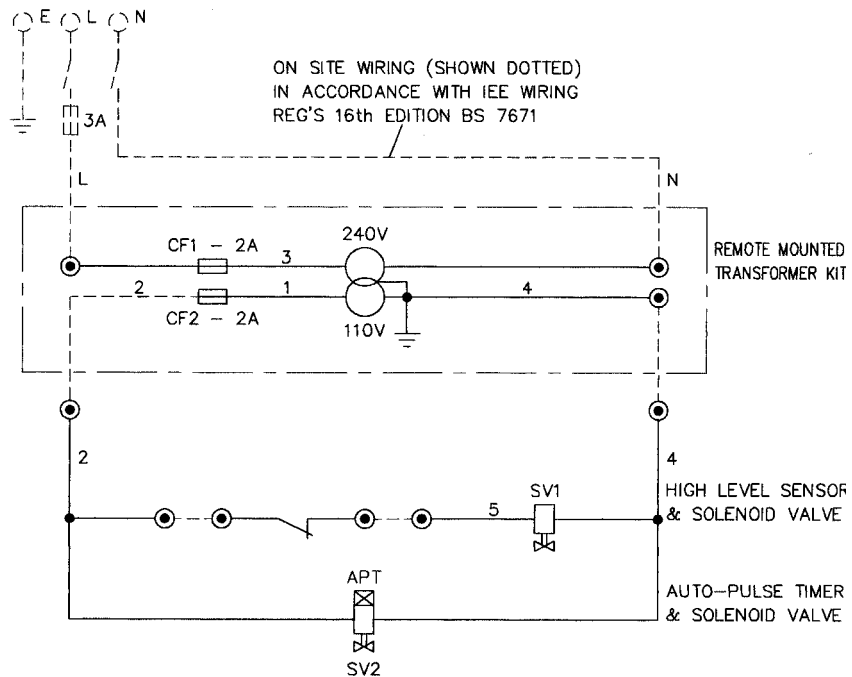 E L N
ON SITE WIRING (SHOWN DOTTED)
IN ACCORDANCE WITH IEE WIRING
REG'S 16th EDITION BS 7671
3A
L
N
CF1 - 2A
3
240V
REMOTE MOUNTED
TRANSFORMER KIT
2
1
4
CF2 - 2A
110V
2
4
5
SV1
HIGH LEVEL SENSOR
& SOLENOID VALVE
APT
AUTO-PULSE TIMER
& SOLENOID VALVE
SV2